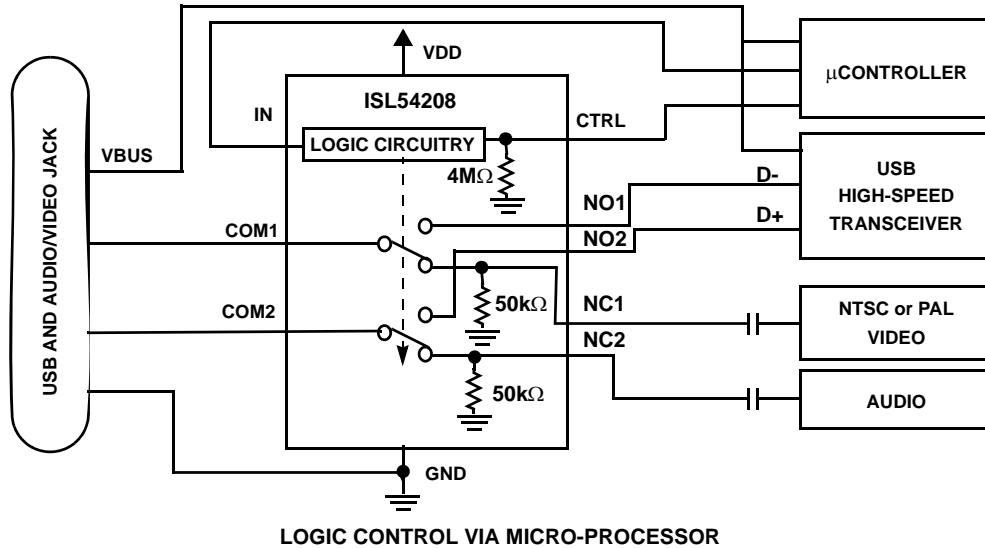 VDD
ISL54208
IN
CTRL
LOGIC CIRCUITRY
4MΩ
µCONTROLLER
VBUS
USB AND AUDIO/VIDEO JACK
COM1
COM2
NO1
NO2
D-
D+
USB
HIGH-SPEED
TRANSCEIVER
50kΩ
NC1
NC2
50kΩ
NTSC or PAL
VIDEO
AUDIO
GND
LOGIC CONTROL VIA MICRO-PROCESSOR